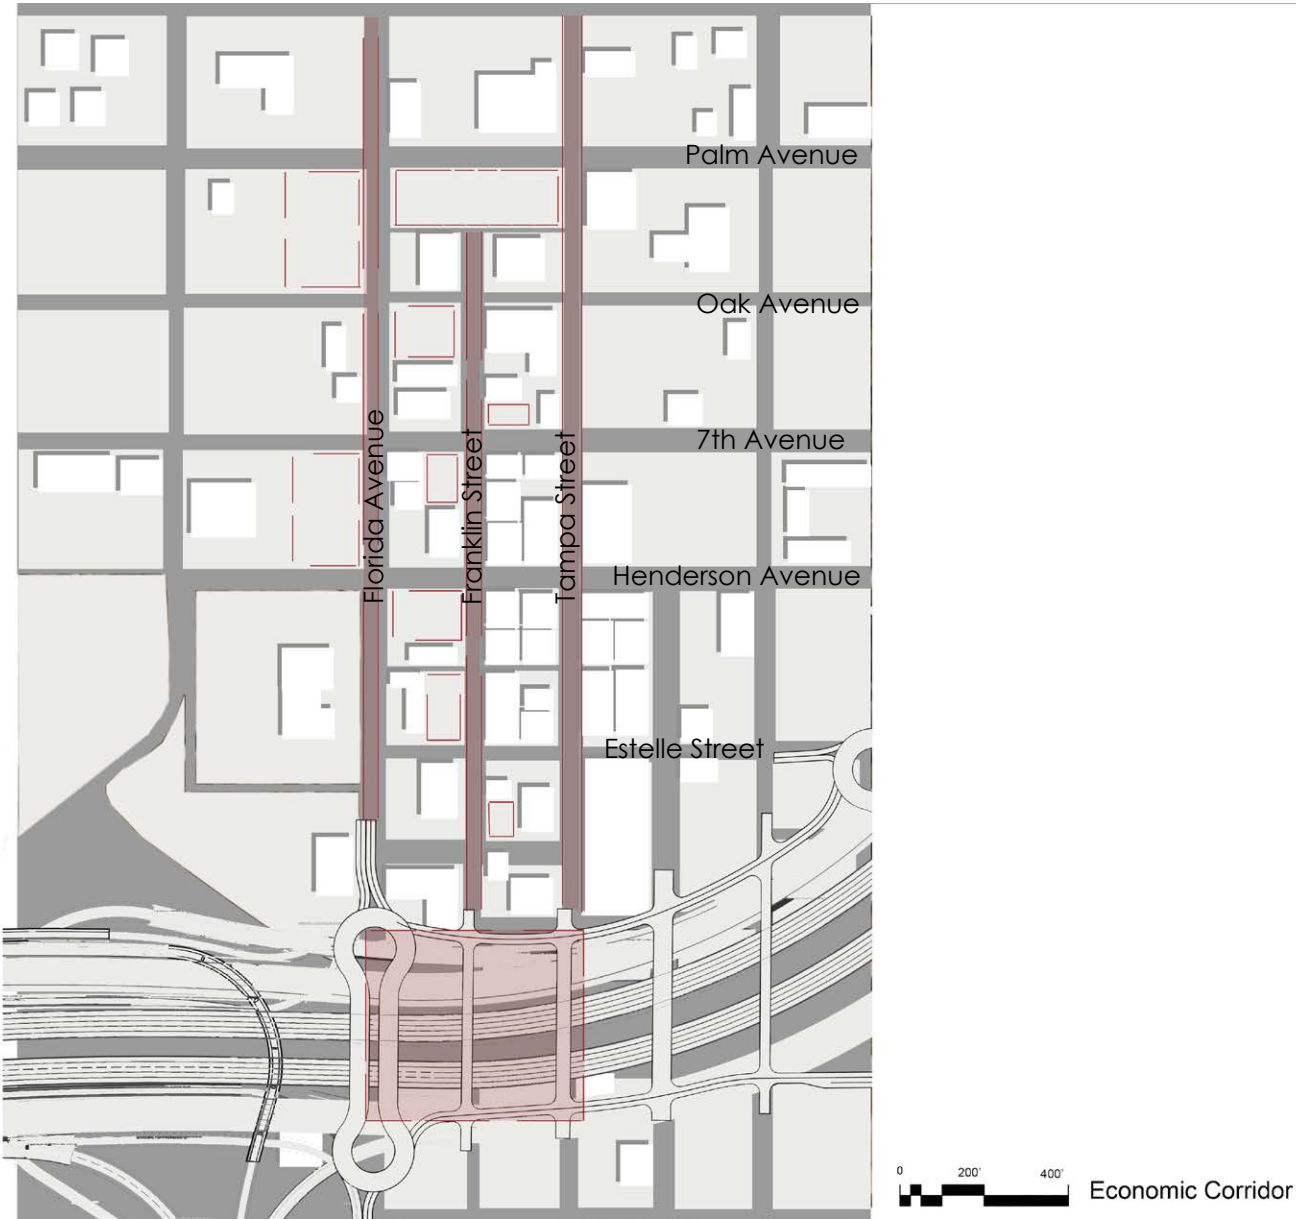 Palm Avenue
Oak Avenue
7th Avenue
Florida Avenue
Franklin Street
Tampa Street
Henderson Avenue
Estelle Street
0 200' 400'
Economic Corridor